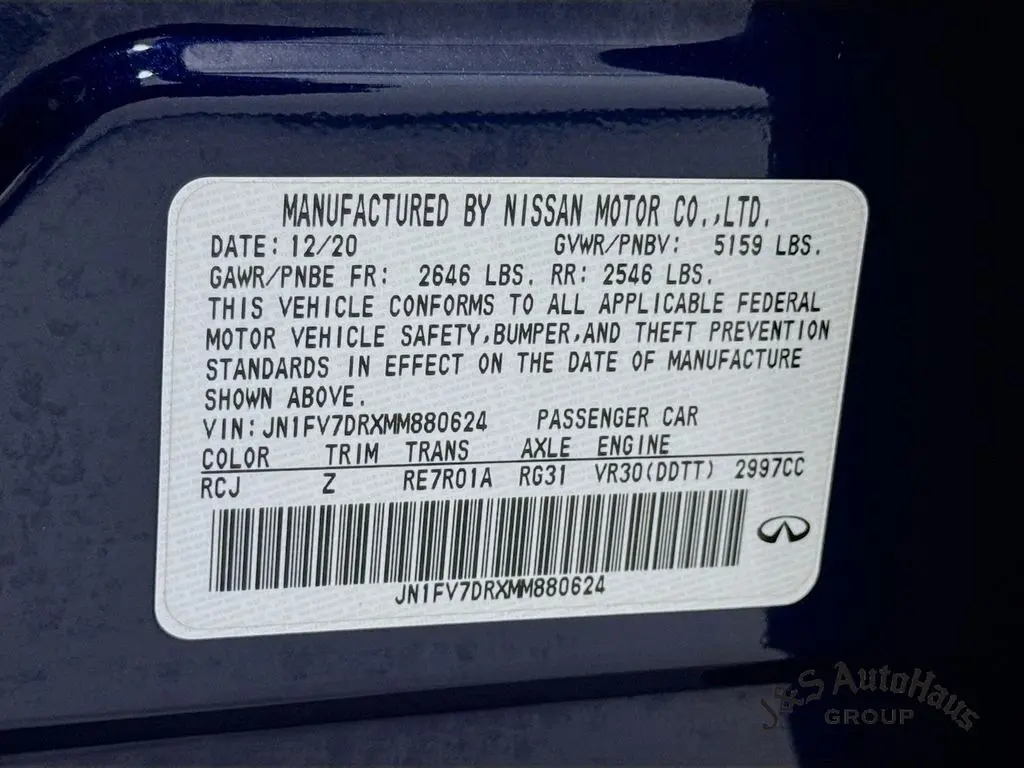 MANUFACTURED BY NISSAN MOTOR CO.,LTD.
DATE: 12/20 GVWR/PNBV: 5159 LBS.
GAWR/PNBE FR: 2646 LBS. RR: 2546 LBS.
THIS VEHICLE CONFORMS TO ALL APPLICABLE FEDERAL
MOTOR VEHICLE SAFETY,BUMPER,AND THEFT PREVENTION
STANDARDS IN EFFECT ON THE DATE OF MANUFACTURE
SHOWN ABOVE.
VIN:JN1FV7DRXMM880624 PASSENGER CAR
COLOR TRIM TRANS AXLE ENGINE
RCJ Z RE7R01A RG31 VR30(DDTT) 2997CC
JN1FV7DRXMM880624
J&S AutoHaus
GROUP